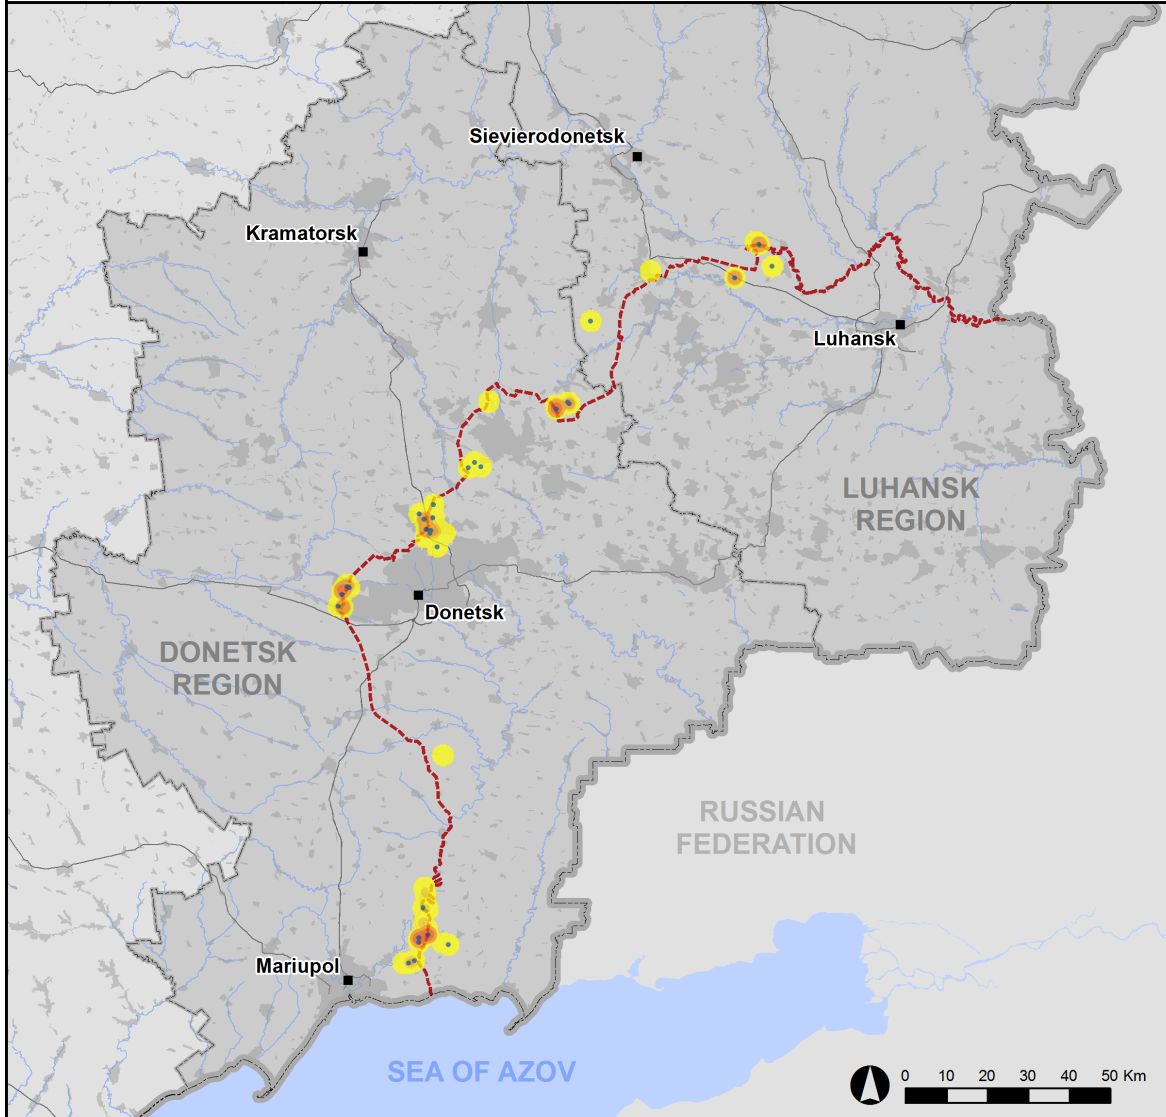 Sievierodonetsk
Kramatorsk
Luhansk
LUHANSK
REGION
Donetsk
DONETSK
REGION
RUSSIAN
FEDERATION
Mariupol
SEA OF AZOV
0 10 20 30 40 50 Km